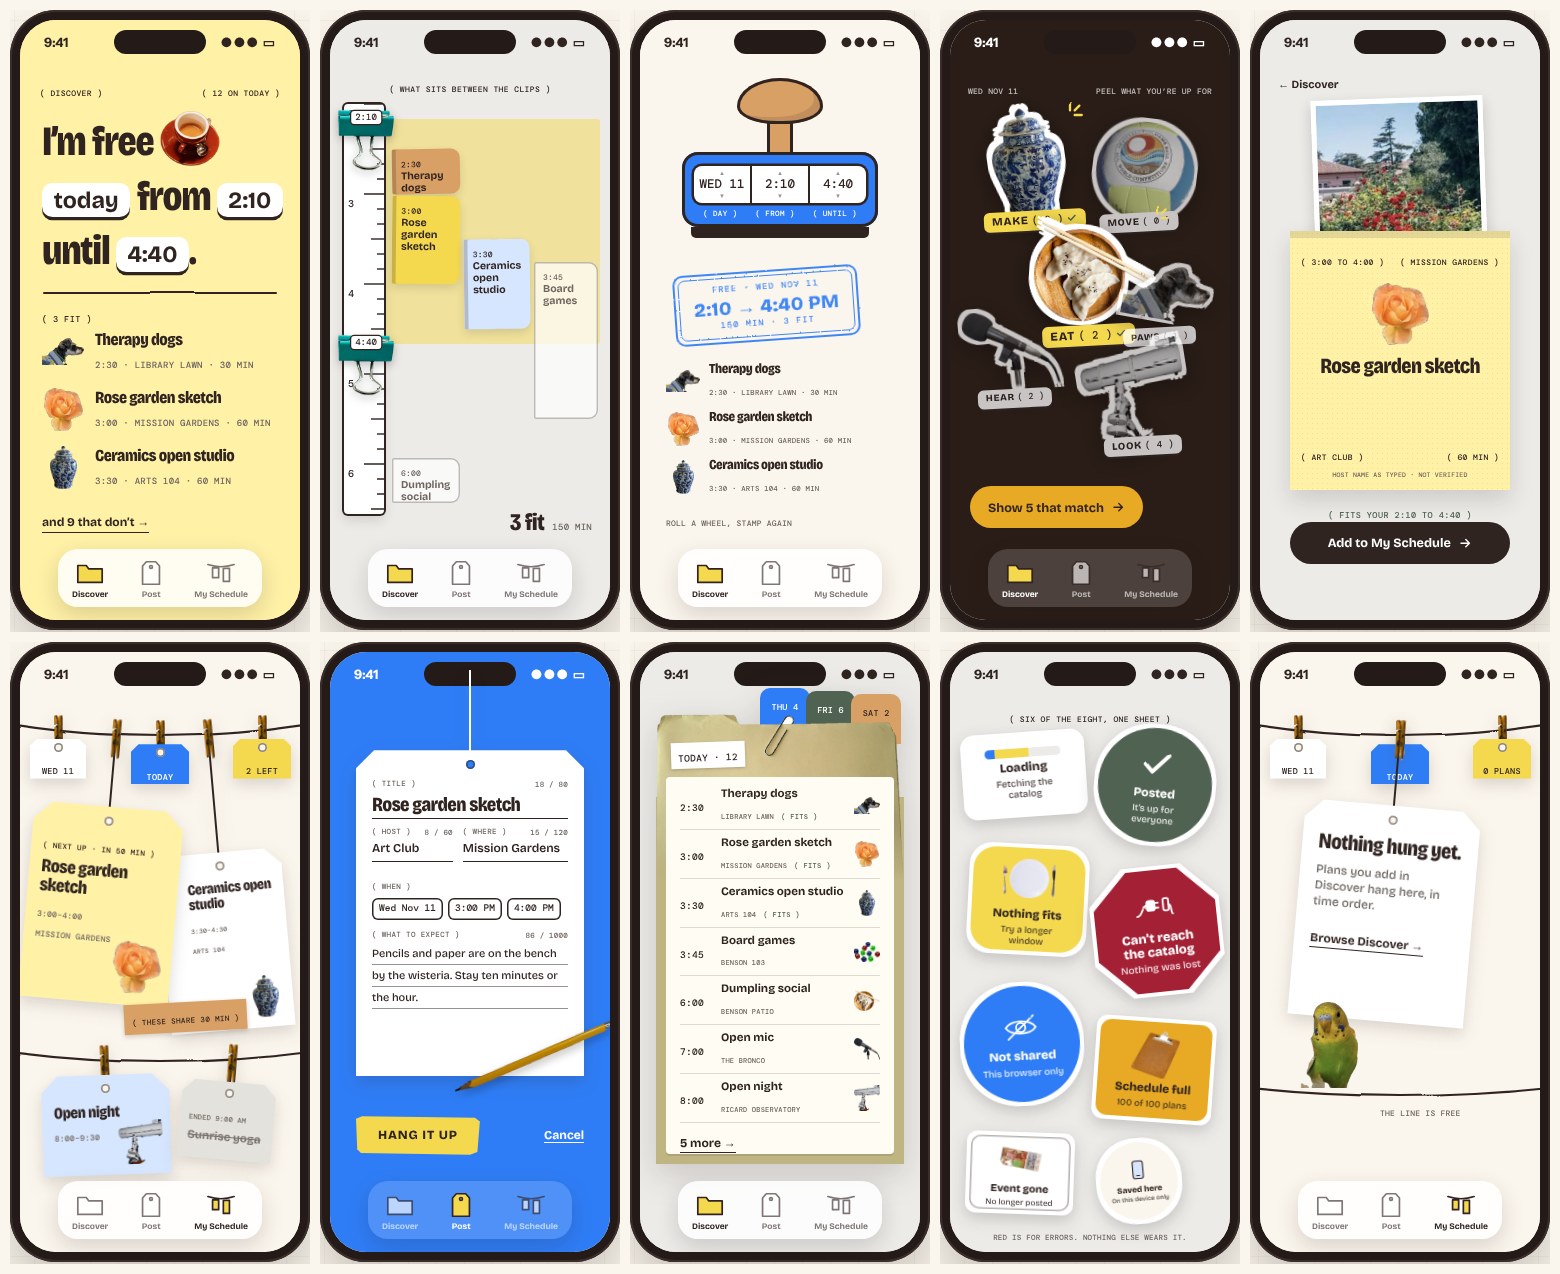 9:41
( DISCOVER )
( 12 ON TODAY )
I'm free
today from 2:10
until 4:40.
( 3 FIT )
Therapy dogs
2:30 · LIBRARY LAWN · 30 MIN
Rose garden sketch
3:00 · MISSION GARDENS · 60 MIN
Ceramics open studio
3:30 · ARTS 104 · 60 MIN
and 9 that don't →
Discover
Post
My Schedule
9:41
( WHAT SITS BETWEEN THE CLIPS )
2:10
2:30
Therapy
dogs
3
3:00
Rose
garden
sketch
3:30
Ceramics
open
studio
3:45
Board
games
4
4:40
5
6
6:00
Dumpling
social
3 fit 150 MIN
Discover
Post
My Schedule
9:41
WED 11
2:10
4:40
( DAY )
( FROM )
( UNTIL )
FREE · WED NOV 11
2:10 → 4:40 PM
150 MIN · 3 FIT
Therapy dogs
2:30 · LIBRARY LAWN · 30 MIN
Rose garden sketch
3:00 · MISSION GARDENS · 60 MIN
Ceramics open studio
3:30 · ARTS 104 · 60 MIN
ROLL A WHEEL, STAMP AGAIN
Discover
Post
My Schedule
9:41
WED NOV 11
PEEL WHAT YOU'RE UP FOR
MAKE
MOVE ( 0 )
EAT ( 2 ) ✓
HEAR ( 2 )
LOOK ( 4 )
Show 5 that match →
Discover
Post
My Schedule
9:41
← Discover
( 3:00 TO 4:00 )
( MISSION GARDENS )
Rose garden sketch
( ART CLUB )
( 60 MIN )
HOST NAME AS TYPED · NOT VERIFIED
( FITS YOUR 2:10 TO 4:40 )
Add to My Schedule →
9:41
WED 11
TODAY
2 LEFT
( NEXT UP · IN 50 MIN )
Rose garden
sketch
3:00–4:00
MISSION GARDENS
Ceramics open
studio
3:30–4:30
ARTS 104
( THESE SHARE 30 MIN )
Open night
8:00–9:30
ENDED 9:00 AM
Sunrise yoga
Discover
Post
My Schedule
9:41
( TITLE )
18 / 80
Rose garden sketch
( HOST )
8 / 60
( WHERE )
15 / 120
Art Club
Mission Gardens
( WHEN )
Wed Nov 11
3:00 PM
4:00 PM
( WHAT TO EXPECT )
86 / 1000
Pencils and paper are on the bench
by the wisteria. Stay ten minutes or
the hour.
HANG IT UP
Cancel
Discover
Post
My Schedule
9:41
THU 4
FRI 6
SAT 2
TODAY · 12
2:30
Therapy dogs
LIBRARY LAWN ( FITS )
3:00
Rose garden sketch
MISSION GARDENS ( FITS )
3:30
Ceramics open studio
ARTS 104 ( FITS )
3:45
Board games
BENSON 103
6:00
Dumpling social
BENSON PATIO
7:00
Open mic
THE BRONCO
8:00
Open night
RICARD OBSERVATORY
5 more →
Discover
Post
My Schedule
9:41
( SIX OF THE EIGHT, ONE SHEET )
Loading
Fetching the
catalog
Posted
It's up for
everyone
Nothing fits
Try a longer
window
Can't reach
the catalog
Nothing was lost
Not shared
This browser only
Schedule full
100 of 100 plans
Event gone
No longer posted
Saved here
On this device only
RED IS FOR ERRORS. NOTHING ELSE WEARS IT.
9:41
WED 11
TODAY
0 PLANS
Nothing hung yet.
Plans you add in
Discover hang here, in
time order.
Browse Discover →
THE LINE IS FREE
Discover
Post
My Schedule